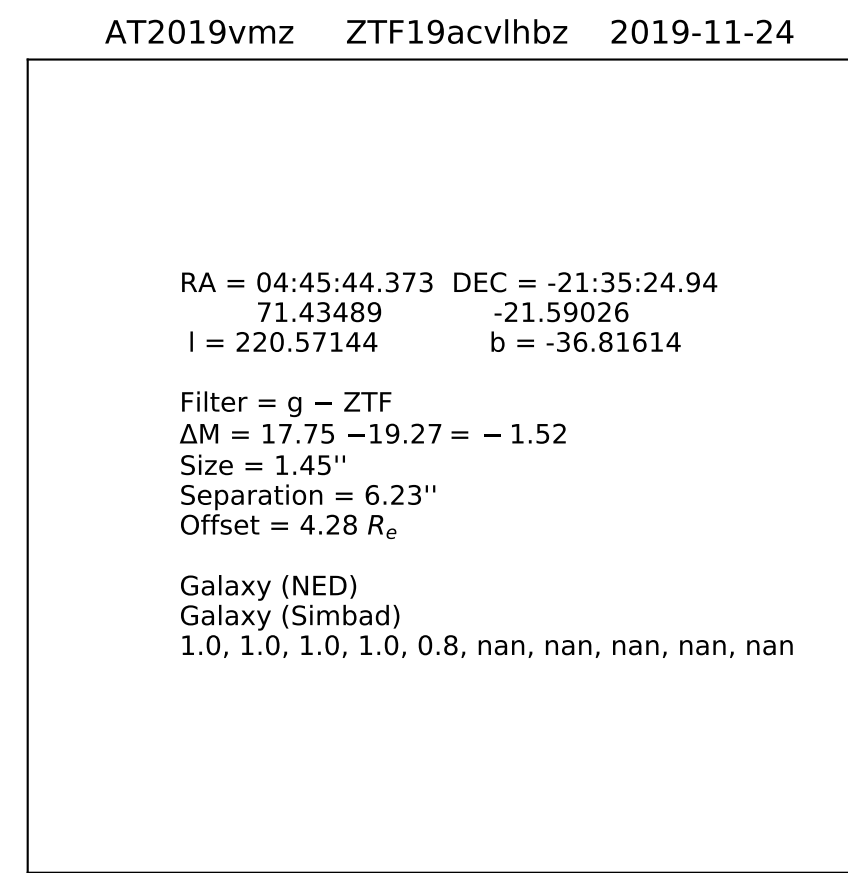 AT2019vmz ZTF19acvlhbz 2019-11-24
RA = 04:45:44.373 DEC = -21:35:24.94
71.43489 -21.59026
l = 220.57144 b = -36.81614
Filter = g − ZTF
ΔM = 17.75 −19.27 = − 1.52
Size = 1.45''
Separation = 6.23''
Offset = 4.28 Re
Galaxy (NED)
Galaxy (Simbad)
1.0, 1.0, 1.0, 1.0, 0.8, nan, nan, nan, nan, nan